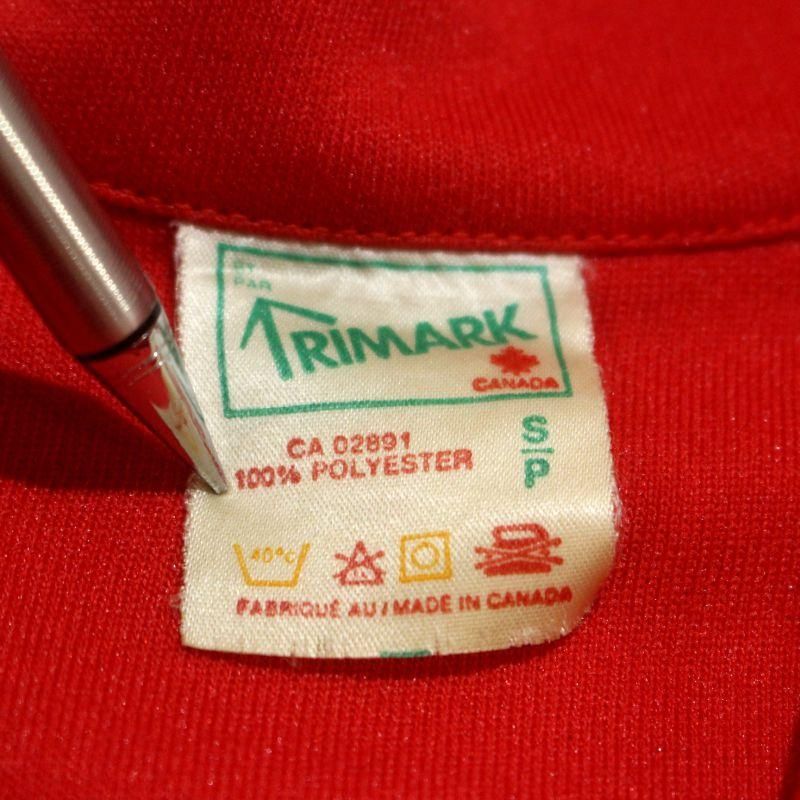 BY
PAR
TRIMARK
CANADA
CA 02891
100% POLYESTER
S/P
40°C
FABRIQUÉ AU / MADE IN CANADA